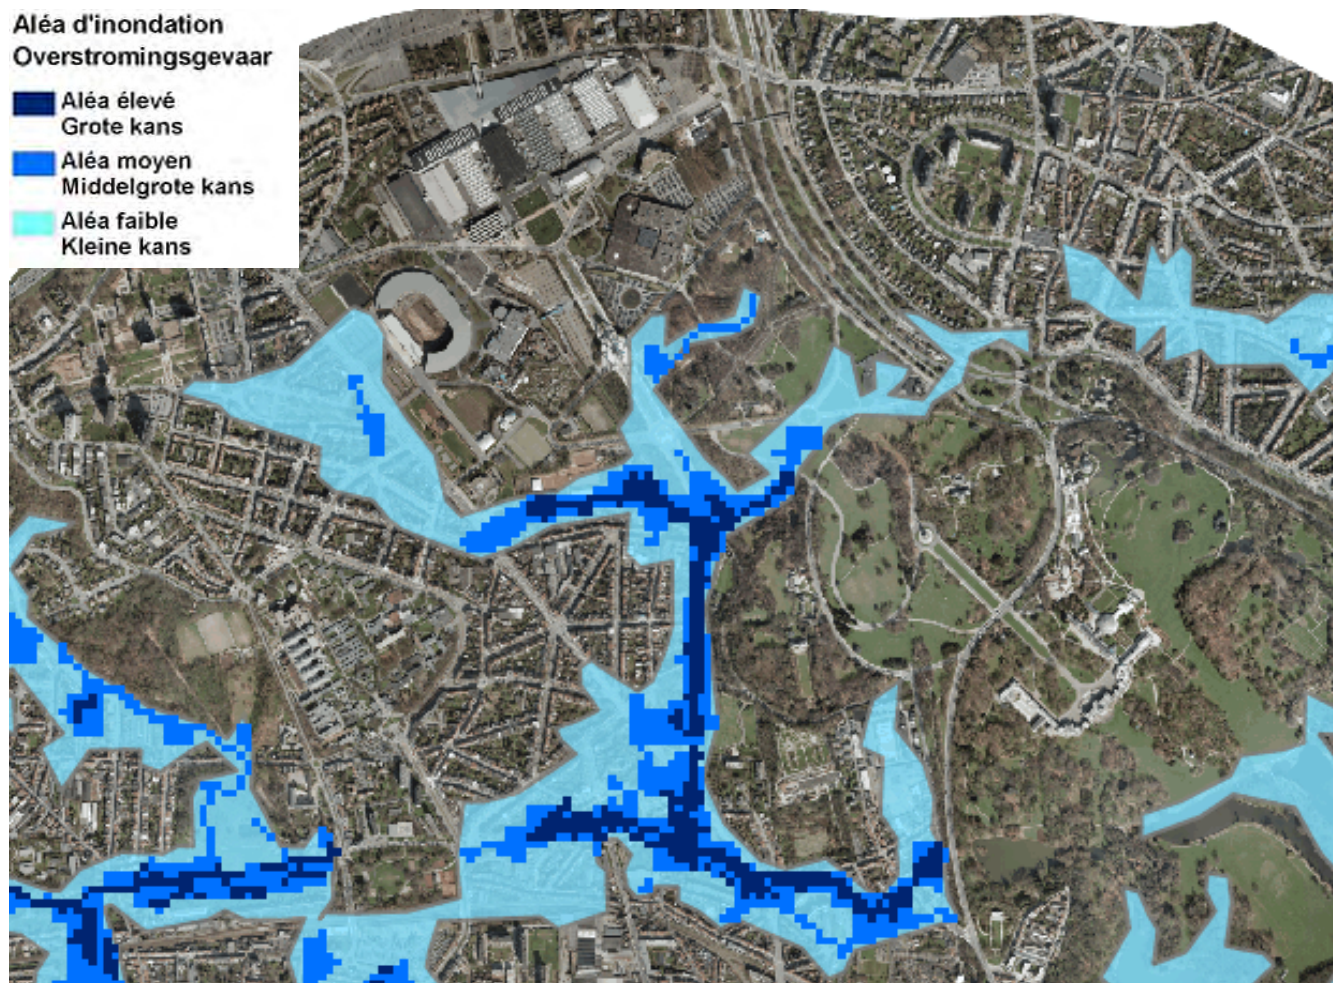 Aléa d'inondation
Overstromingsgevaar
Aléa élevé
Grote kans
Aléa moyen
Middelgrote kans
Aléa faible
Kleine kans